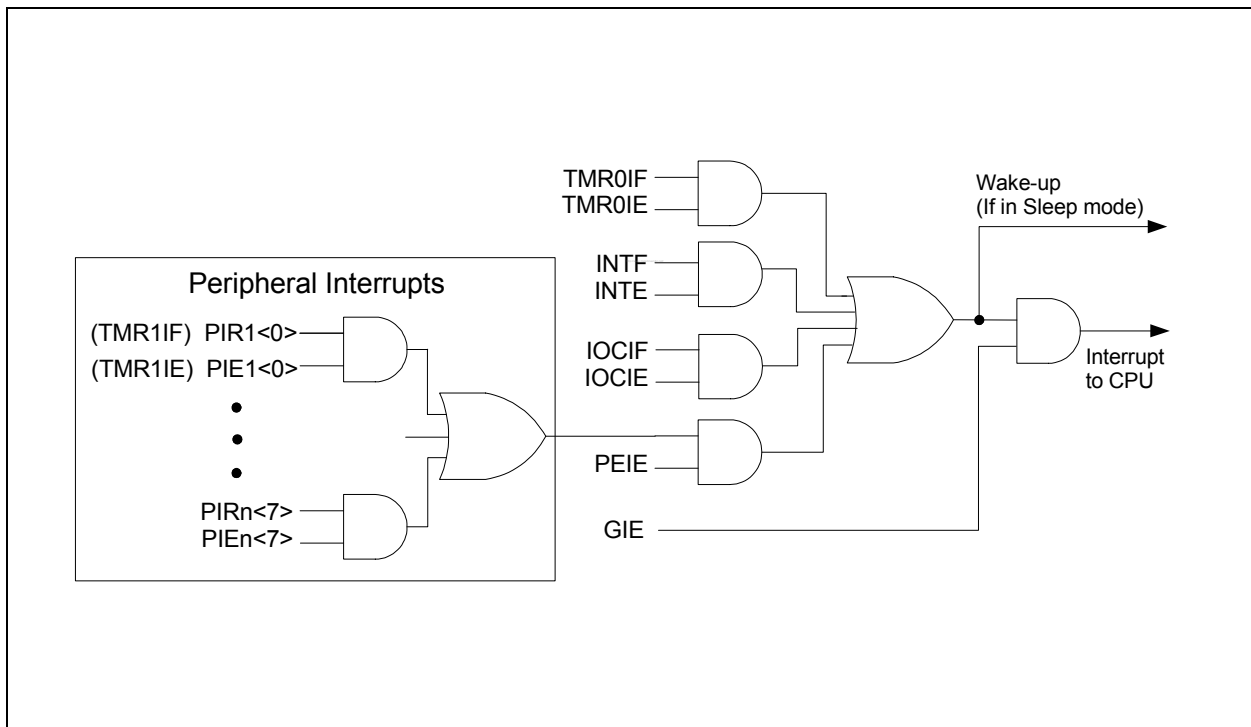 TMR0IF
TMR0IE
Wake-up
(If in Sleep mode)
INTF
INTE
Peripheral Interrupts
(TMR1IF) PIR1<0>
(TMR1IE) PIE1<0>
IOCIF
IOCIE
Interrupt
to CPU
PEIE
PIRn<7>
PIEn<7>
GIE